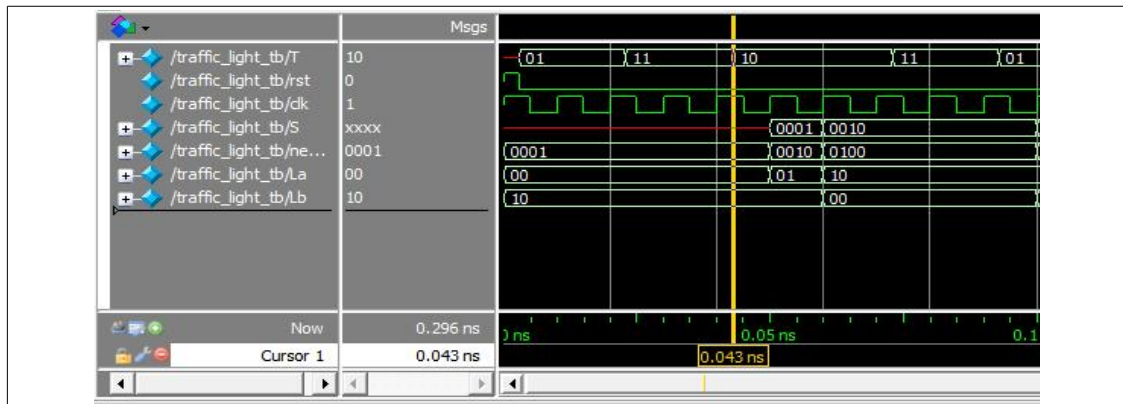 Msgs
/traffic_light_tb/T 10 01 11 10 11 01
/traffic_light_tb/rst 0
/traffic_light_tb/clk 1
/traffic_light_tb/S xxxx 0001 0010
/traffic_light_tb/ne... 0001 0001 0010 0100
/traffic_light_tb/La 00 00 01 10
/traffic_light_tb/Lb 10 10 00
Now 0.296 ns ns 0.05 ns 0.1
Cursor 1 0.043 ns 0.043 ns